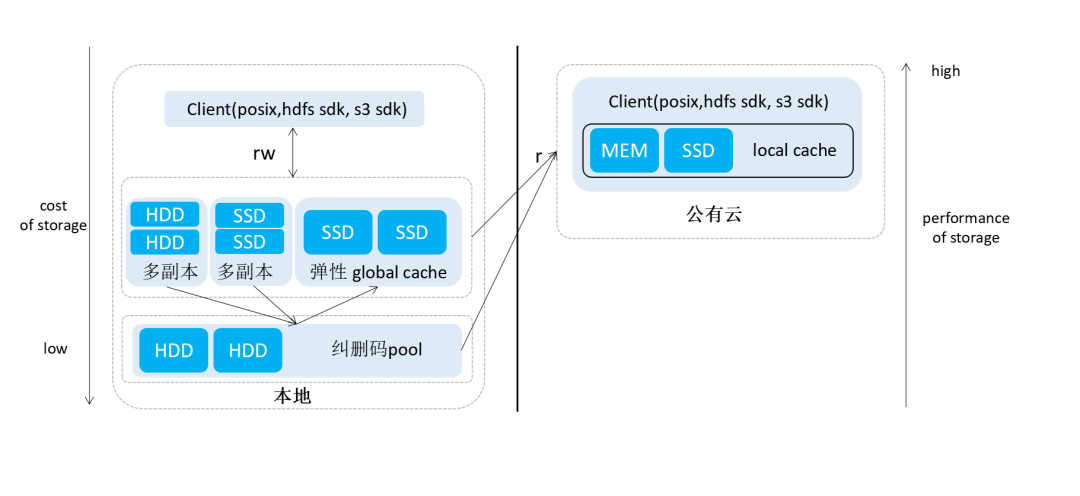 cost
of storage
low
Client(posix,hdfs sdk, s3 sdk)
rw
HDD
HDD
多副本
SSD
SSD
多副本
SSD
SSD
弹性 global cache
HDD
HDD
纠删码pool
本地
r
Client(posix,hdfs sdk, s3 sdk)
MEM
SSD
local cache
公有云
high
performance
of storage